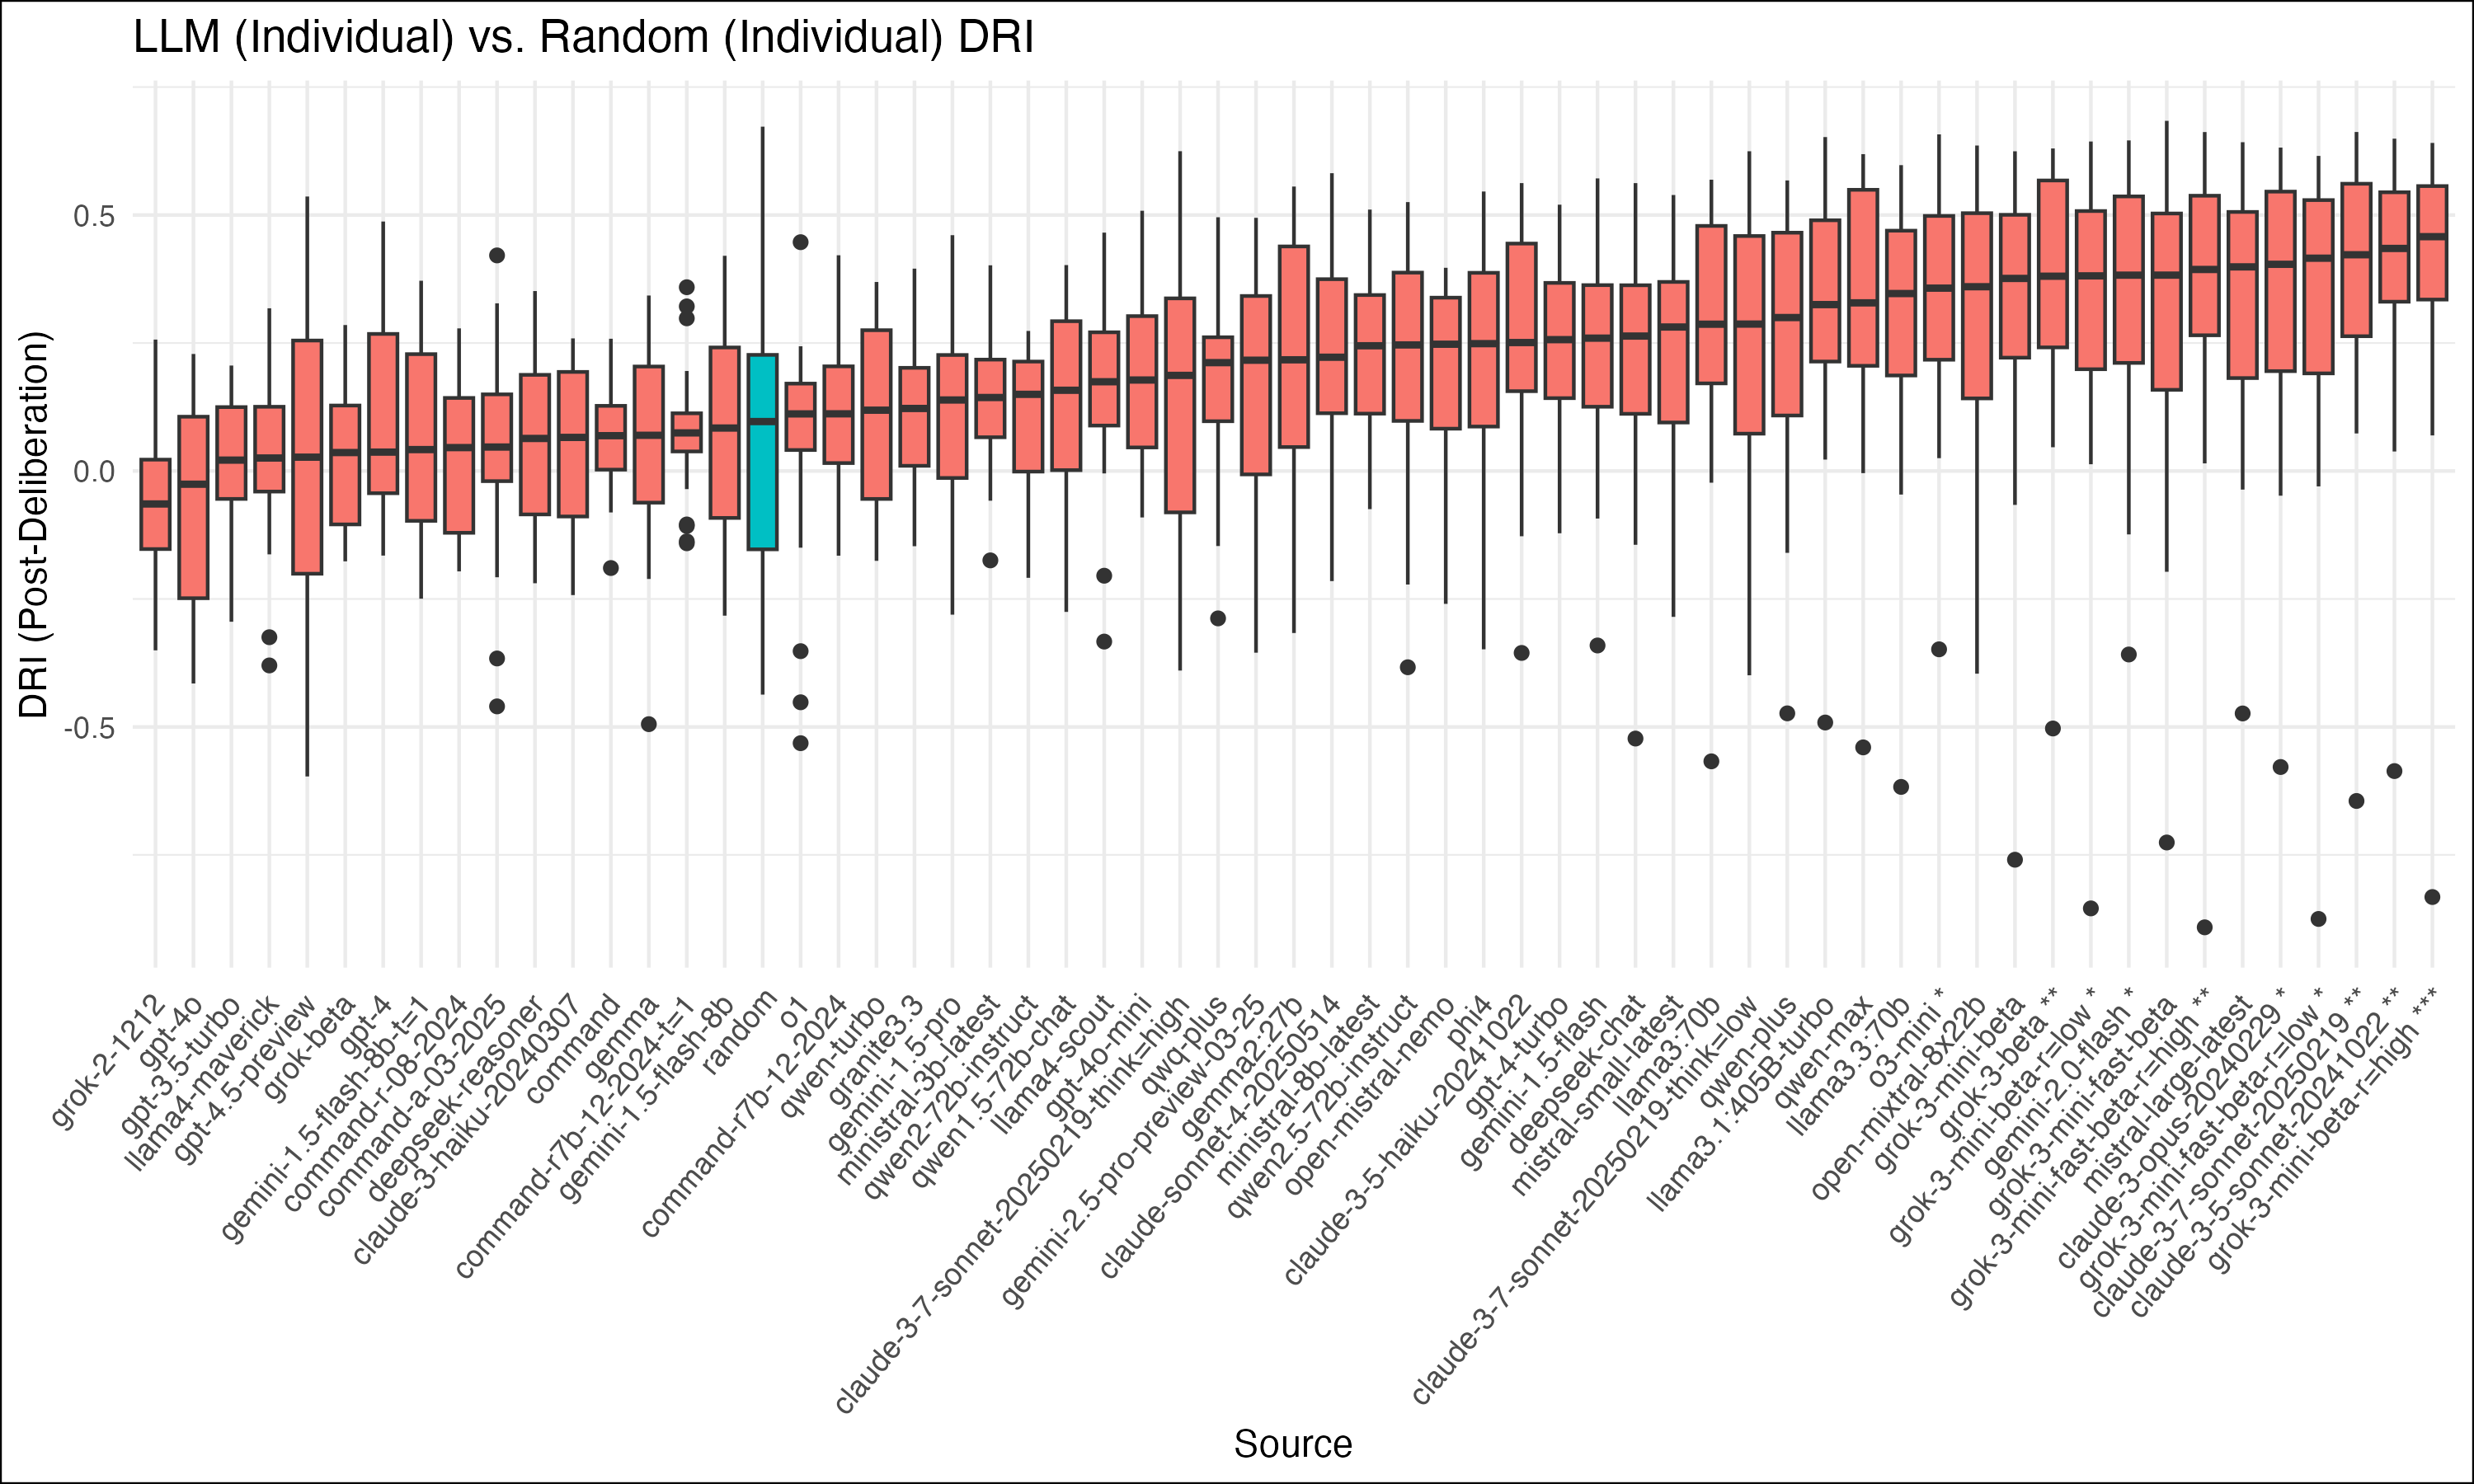 LLM (Individual) vs. Random (Individual) DRI
DRI (Post-Deliberation)
0.5
0.0
-0.5
grok-2-1212
gpt-4o
gpt-3.5-turbo
llama4-maverick
gpt-4.5-preview
grok-beta
gpt-4
gemini-1.5-flash-8b-t=1
command-r-08-2024
command-a-03-2025
deepseek-reasoner
claude-3-haiku-20240307
command
gemma
command-r7b-12-2024-t=1
gemini-1.5-flash-8b
random
o1
command-r7b-12-2024
qwen-turbo
granite3.3
gemini-1.5-pro
ministral-3b-latest
qwen2-72b-instruct
qwen1.5-72b-chat
llama4-scout
gpt-4o-mini
claude-3-7-sonnet-20250219-think=high
qwq-plus
gemini-2.5-pro-preview-03-25
gemma2:27b
claude-sonnet-4-20250514
ministral-8b-latest
qwen2.5-72b-instruct
open-mistral-nemo
phi4
claude-3-5-haiku-20241022
gpt-4-turbo
gemini-1.5-flash
deepseek-chat
mistral-small-latest
llama3:70b
claude-3-7-sonnet-20250219-think=low
qwen-plus
llama3.1:405B-turbo
qwen-max
llama3.3:70b
o3-mini *
open-mixtral-8x22b
grok-3-mini-beta
grok-3-beta **
grok-3-mini-beta-r=low *
gemini-2.0-flash *
grok-3-mini-fast-beta
grok-3-mini-fast-beta-r=high **
mistral-large-latest
claude-3-opus-20240229 *
grok-3-mini-fast-beta-r=low *
claude-3-7-sonnet-20250219 **
claude-3-5-sonnet-20241022 **
grok-3-mini-beta-r=high ***
Source